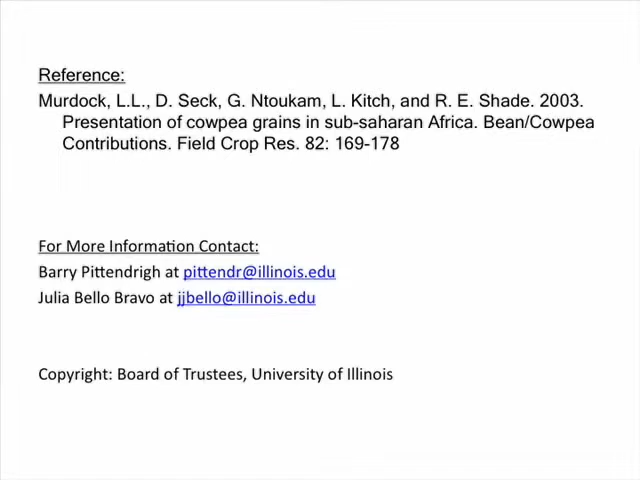 Reference:
Murdock, L.L., D. Seck, G. Ntoukam, L. Kitch, and R. E. Shade. 2003.
Presentation of cowpea grains in sub-saharan Africa. Bean/Cowpea
Contributions. Field Crop Res. 82: 169-178
For More Information Contact:
Barry Pittendrigh at pittendr@illinois.edu
Julia Bello Bravo at jjbello@illinois.edu
Copyright: Board of Trustees, University of Illinois